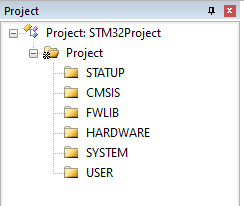 Project
Project: STM32Project
Project
STATUP
CMSIS
FWLIB
HARDWARE
SYSTEM
USER